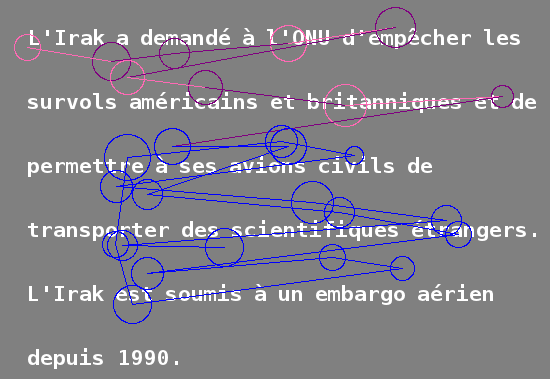 L'Irak a demandé à l'ONU d'empêcher les
survols américains et britanniques et de
permettre à ses avions civils de
transporter des scientifiques étrangers.
L'Irak est soumis à un embargo aérien
depuis 1990.